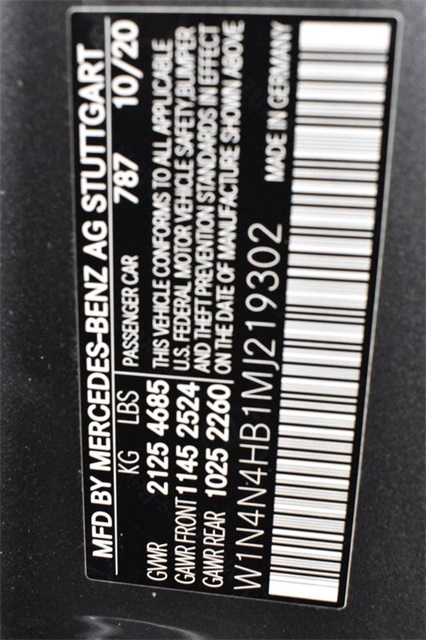 MFD BY MERCEDES-BENZ AG STUTTGART
KG LBS PASSENGER CAR 787 10/20
GVWR 2125 4685 THIS VEHICLE CONFORMS TO ALL APPLICABLE
GAWR FRONT 1145 2524 U.S. FEDERAL MOTOR VEHICLE SAFETY,BUMPER
GAWR REAR 1025 2260 AND THEFT PREVENTION STANDARDS IN EFFECT
ON THE DATE OF MANUFACTURE SHOWN ABOVE
W1N4N4HB1MJ219302 MADE IN GERMANY